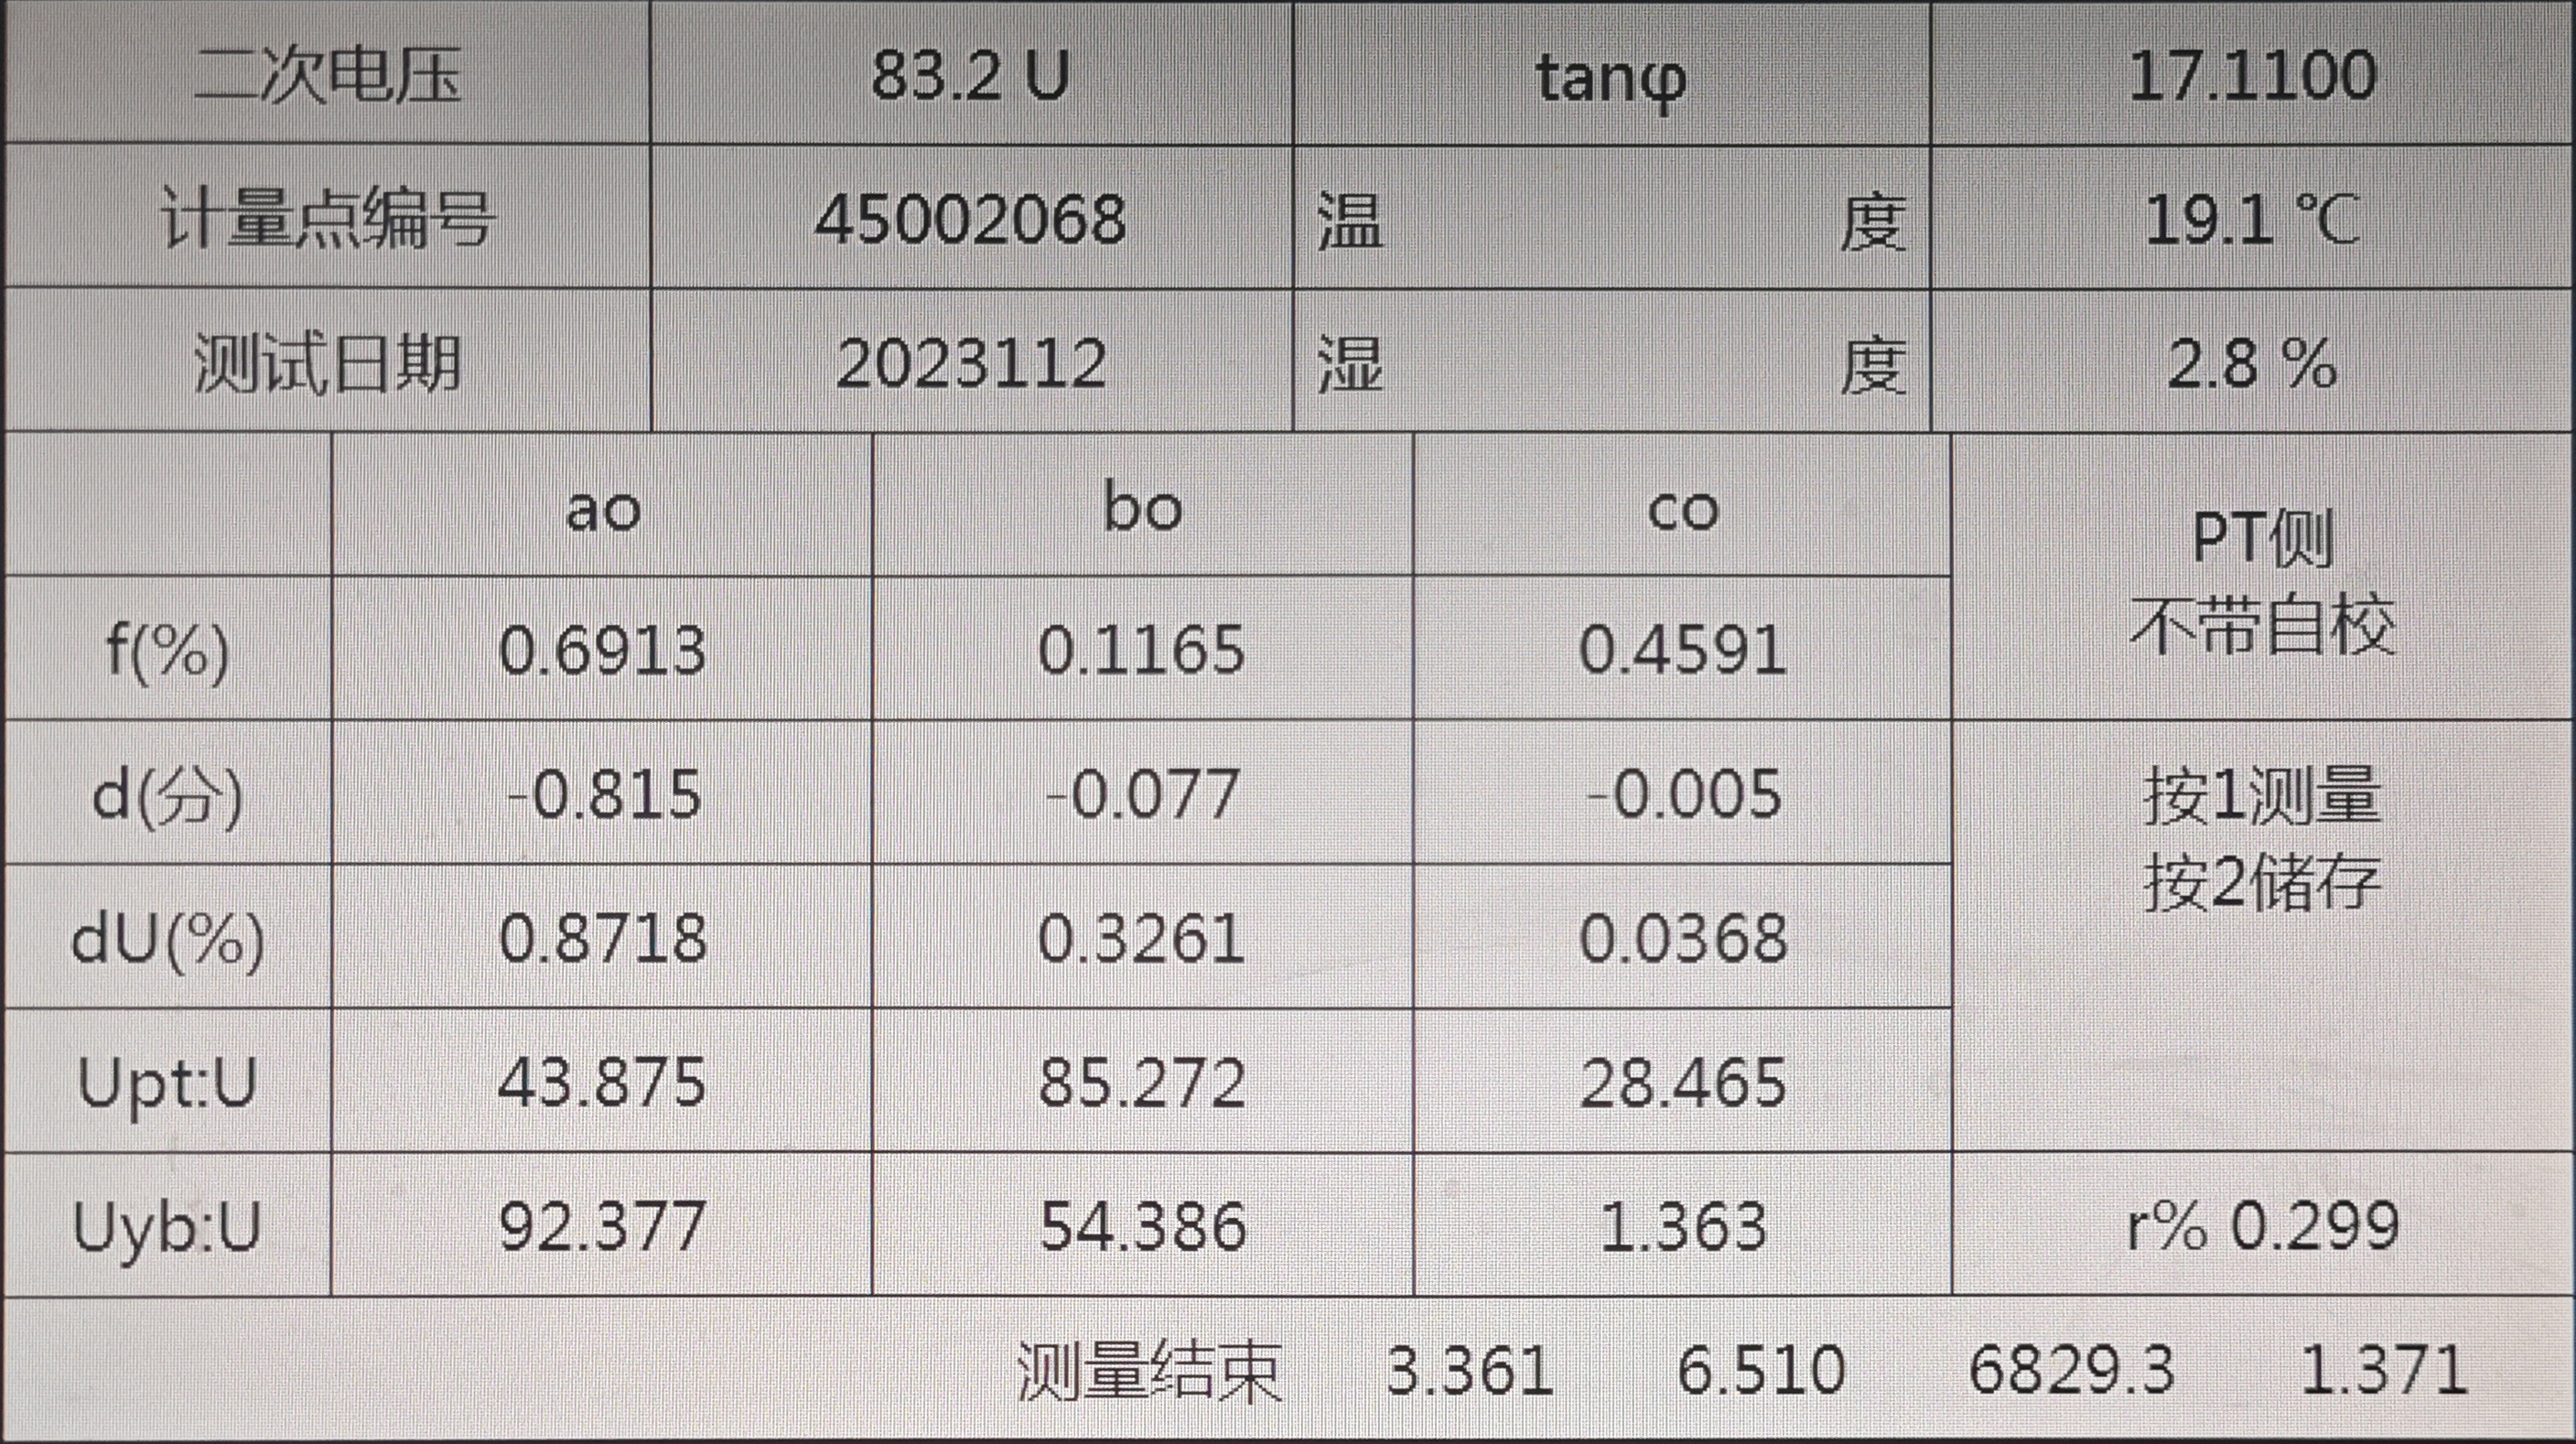 二次电压 83.2 U tanφ 17.1100
计量点编号 45002068 温 度 19.1 ℃
测试日期 2023112 湿 度 2.8 %
ao bo co
PT侧
不带自校
f(%) 0.6913 0.1165 0.4591
d(分) -0.815 -0.077 -0.005
按1测量
按2储存
dU(%) 0.8718 0.3261 0.0368
Upt:U 43.875 85.272 28.465
Uyb:U 92.377 54.386 1.363 r% 0.299
测量结束 3.361 6.510 6829.3 1.371